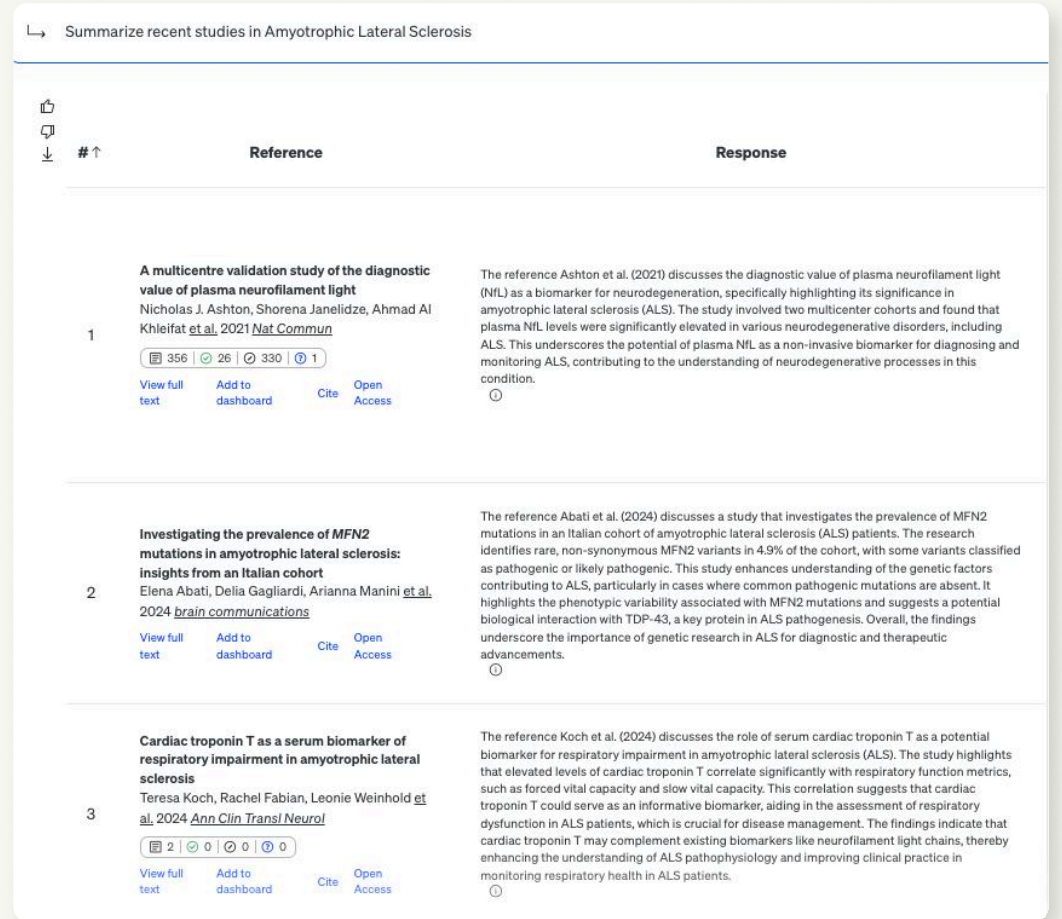 Summarize recent studies in Amyotrophic Lateral Sclerosis
#↑ Reference Response
1
A multicentre validation study of the diagnostic
value of plasma neurofilament light
Nicholas J. Ashton, Shorena Janelidze, Ahmad Al
Khleifat et al. 2021 Nat Commun
356 26 330 1
View full
text
Add to
dashboard
Cite
Open
Access
The reference Ashton et al. (2021) discusses the diagnostic value of plasma neurofilament light
(NfL) as a biomarker for neurodegeneration, specifically highlighting its significance in
amyotrophic lateral sclerosis (ALS). The study involved two multicenter cohorts and found that
plasma NfL levels were significantly elevated in various neurodegenerative disorders, including
ALS. This underscores the potential of plasma NfL as a non-invasive biomarker for diagnosing and
monitoring ALS, contributing to the understanding of neurodegenerative processes in this
condition.
2
Investigating the prevalence of MFN2
mutations in amyotrophic lateral sclerosis:
insights from an Italian cohort
Elena Abati, Delia Gagliardi, Arianna Manini et al.
2024 brain communications
View full
text
Add to
dashboard
Cite
Open
Access
The reference Abati et al. (2024) discusses a study that investigates the prevalence of MFN2
mutations in an Italian cohort of amyotrophic lateral sclerosis (ALS) patients. The research
identifies rare, non-synonymous MFN2 variants in 4.9% of the cohort, with some variants classified
as pathogenic or likely pathogenic. This study enhances understanding of the genetic factors
contributing to ALS, particularly in cases where common pathogenic mutations are absent. It
highlights the phenotypic variability associated with MFN2 mutations and suggests a potential
biological interaction with TDP-43, a key protein in ALS pathogenesis. Overall, the findings
underscore the importance of genetic research in ALS for diagnostic and therapeutic
advancements.
3
Cardiac troponin T as a serum biomarker of
respiratory impairment in amyotrophic lateral
sclerosis
Teresa Koch, Rachel Fabian, Leonie Weinhold et
al. 2024 Ann Clin Transl Neurol
2 0 0 0
View full
text
Add to
dashboard
Cite
Open
Access
The reference Koch et al. (2024) discusses the role of serum cardiac troponin T as a potential
biomarker for respiratory impairment in amyotrophic lateral sclerosis (ALS). The study highlights
that elevated levels of cardiac troponin T correlate significantly with respiratory function metrics,
such as forced vital capacity and slow vital capacity. This correlation suggests that cardiac
troponin T could serve as an informative biomarker, aiding in the assessment of respiratory
dysfunction in ALS patients, which is crucial for disease management. The findings indicate that
cardiac troponin T may complement existing biomarkers like neurofilament light chains, thereby
enhancing the understanding of ALS pathophysiology and improving clinical practice in
monitoring respiratory health in ALS patients.